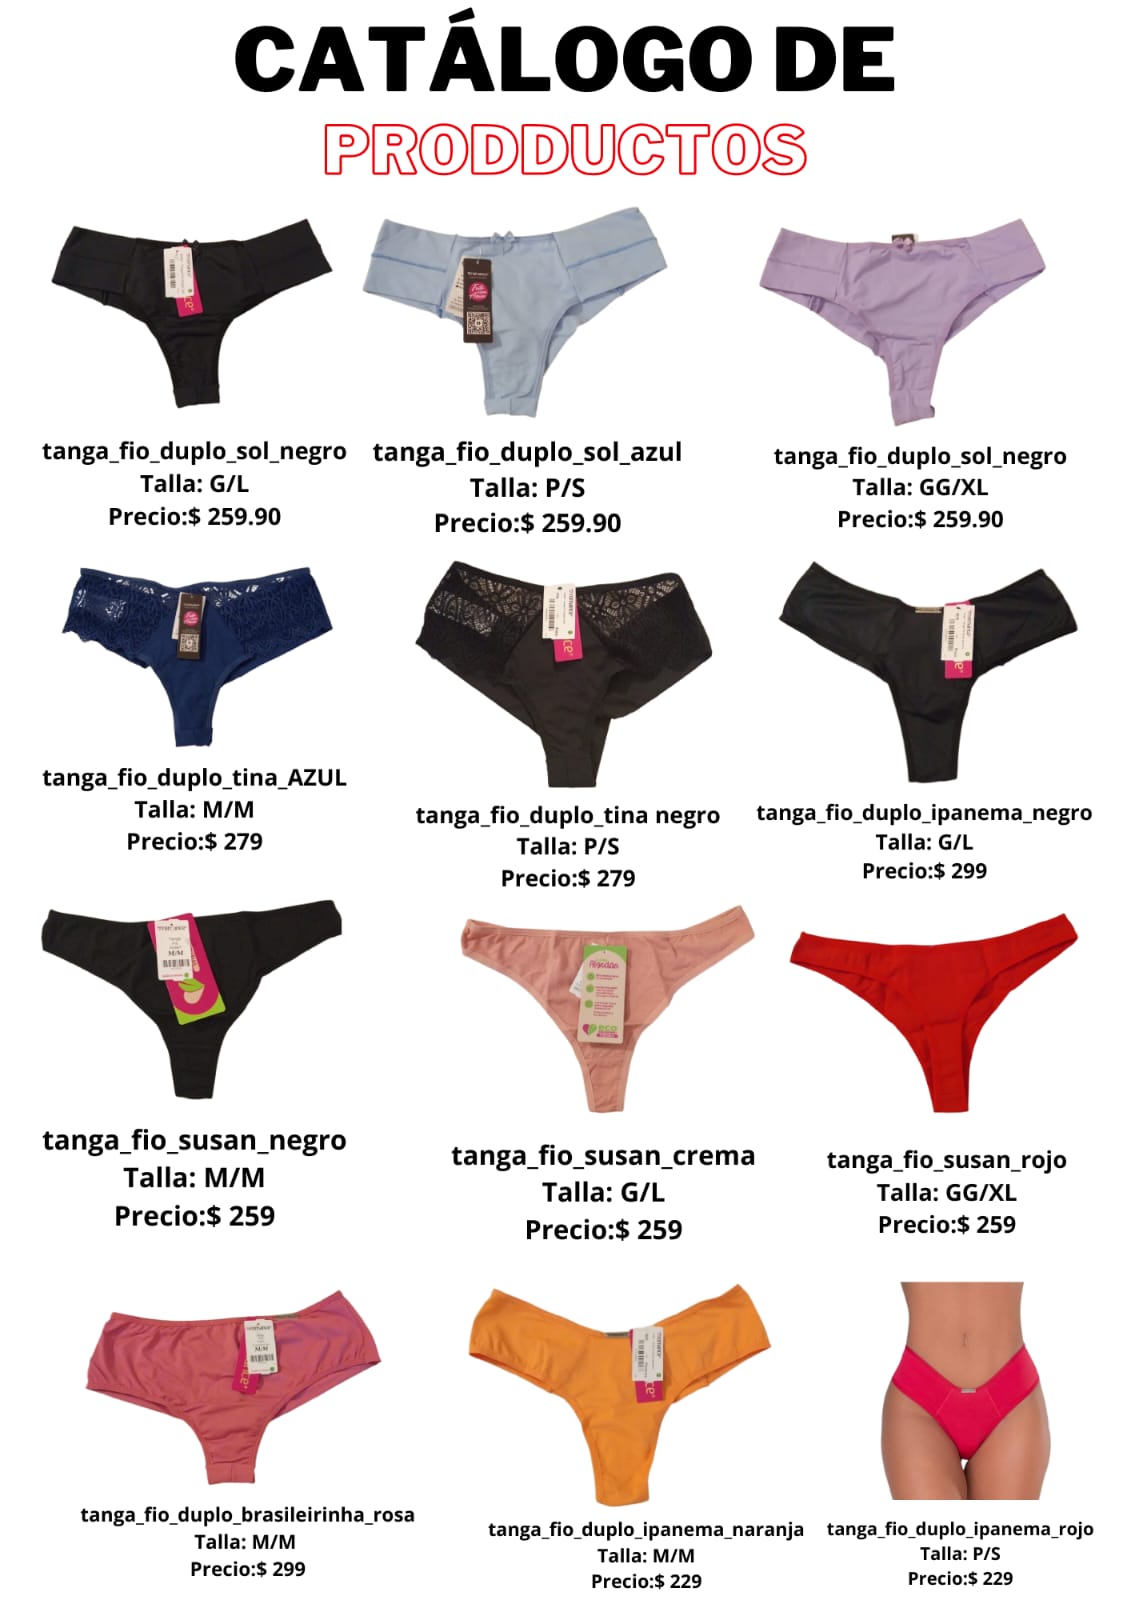 CATÁLOGO DE
PRODDUCTOS
tanga_fio_duplo_sol_negro
Talla: G/L
Precio:$ 259.90
tanga_fio_duplo_sol_azul
Talla: P/S
Precio:$ 259.90
tanga_fio_duplo_sol_negro
Talla: GG/XL
Precio:$ 259.90
tanga_fio_duplo_tina_AZUL
Talla: M/M
Precio:$ 279
tanga_fio_duplo_tina negro
Talla: P/S
Precio:$ 279
tanga_fio_duplo_ipanema_negro
Talla: G/L
Precio:$ 299
M/M
tanga_fio_susan_negro
Talla: M/M
Precio:$ 259
Algodão
eco
tanga_fio_susan_crema
Talla: G/L
Precio:$ 259
tanga_fio_susan_rojo
Talla: GG/XL
Precio:$ 259
M/M
tanga_fio_duplo_brasileirinha_rosa
Talla: M/M
Precio:$ 299
tanga_fio_duplo_ipanema_naranja
Talla: M/M
Precio:$ 229
tanga_fio_duplo_ipanema_rojo
Talla: P/S
Precio:$ 229